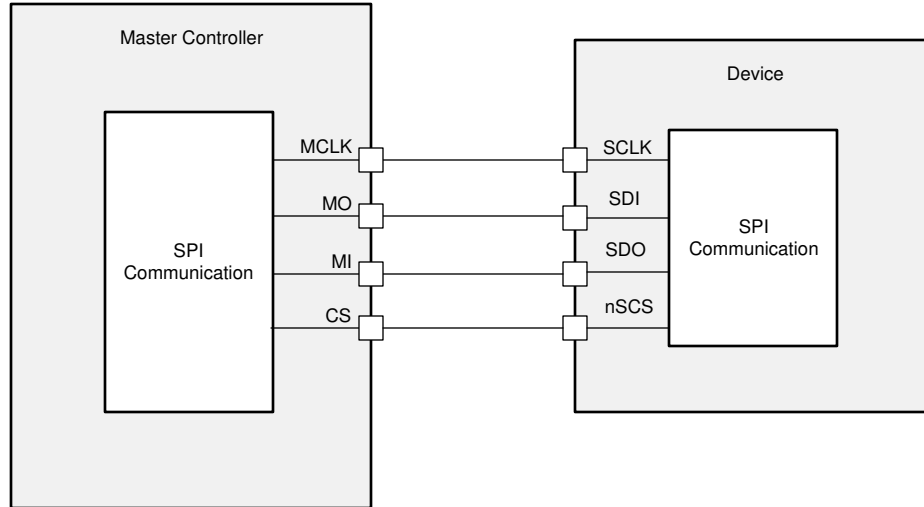 Master Controller
Device
MCLK
SCLK
MO
SDI
SPI
Communication
SPI
Communication
MI
SDO
CS
nSCS